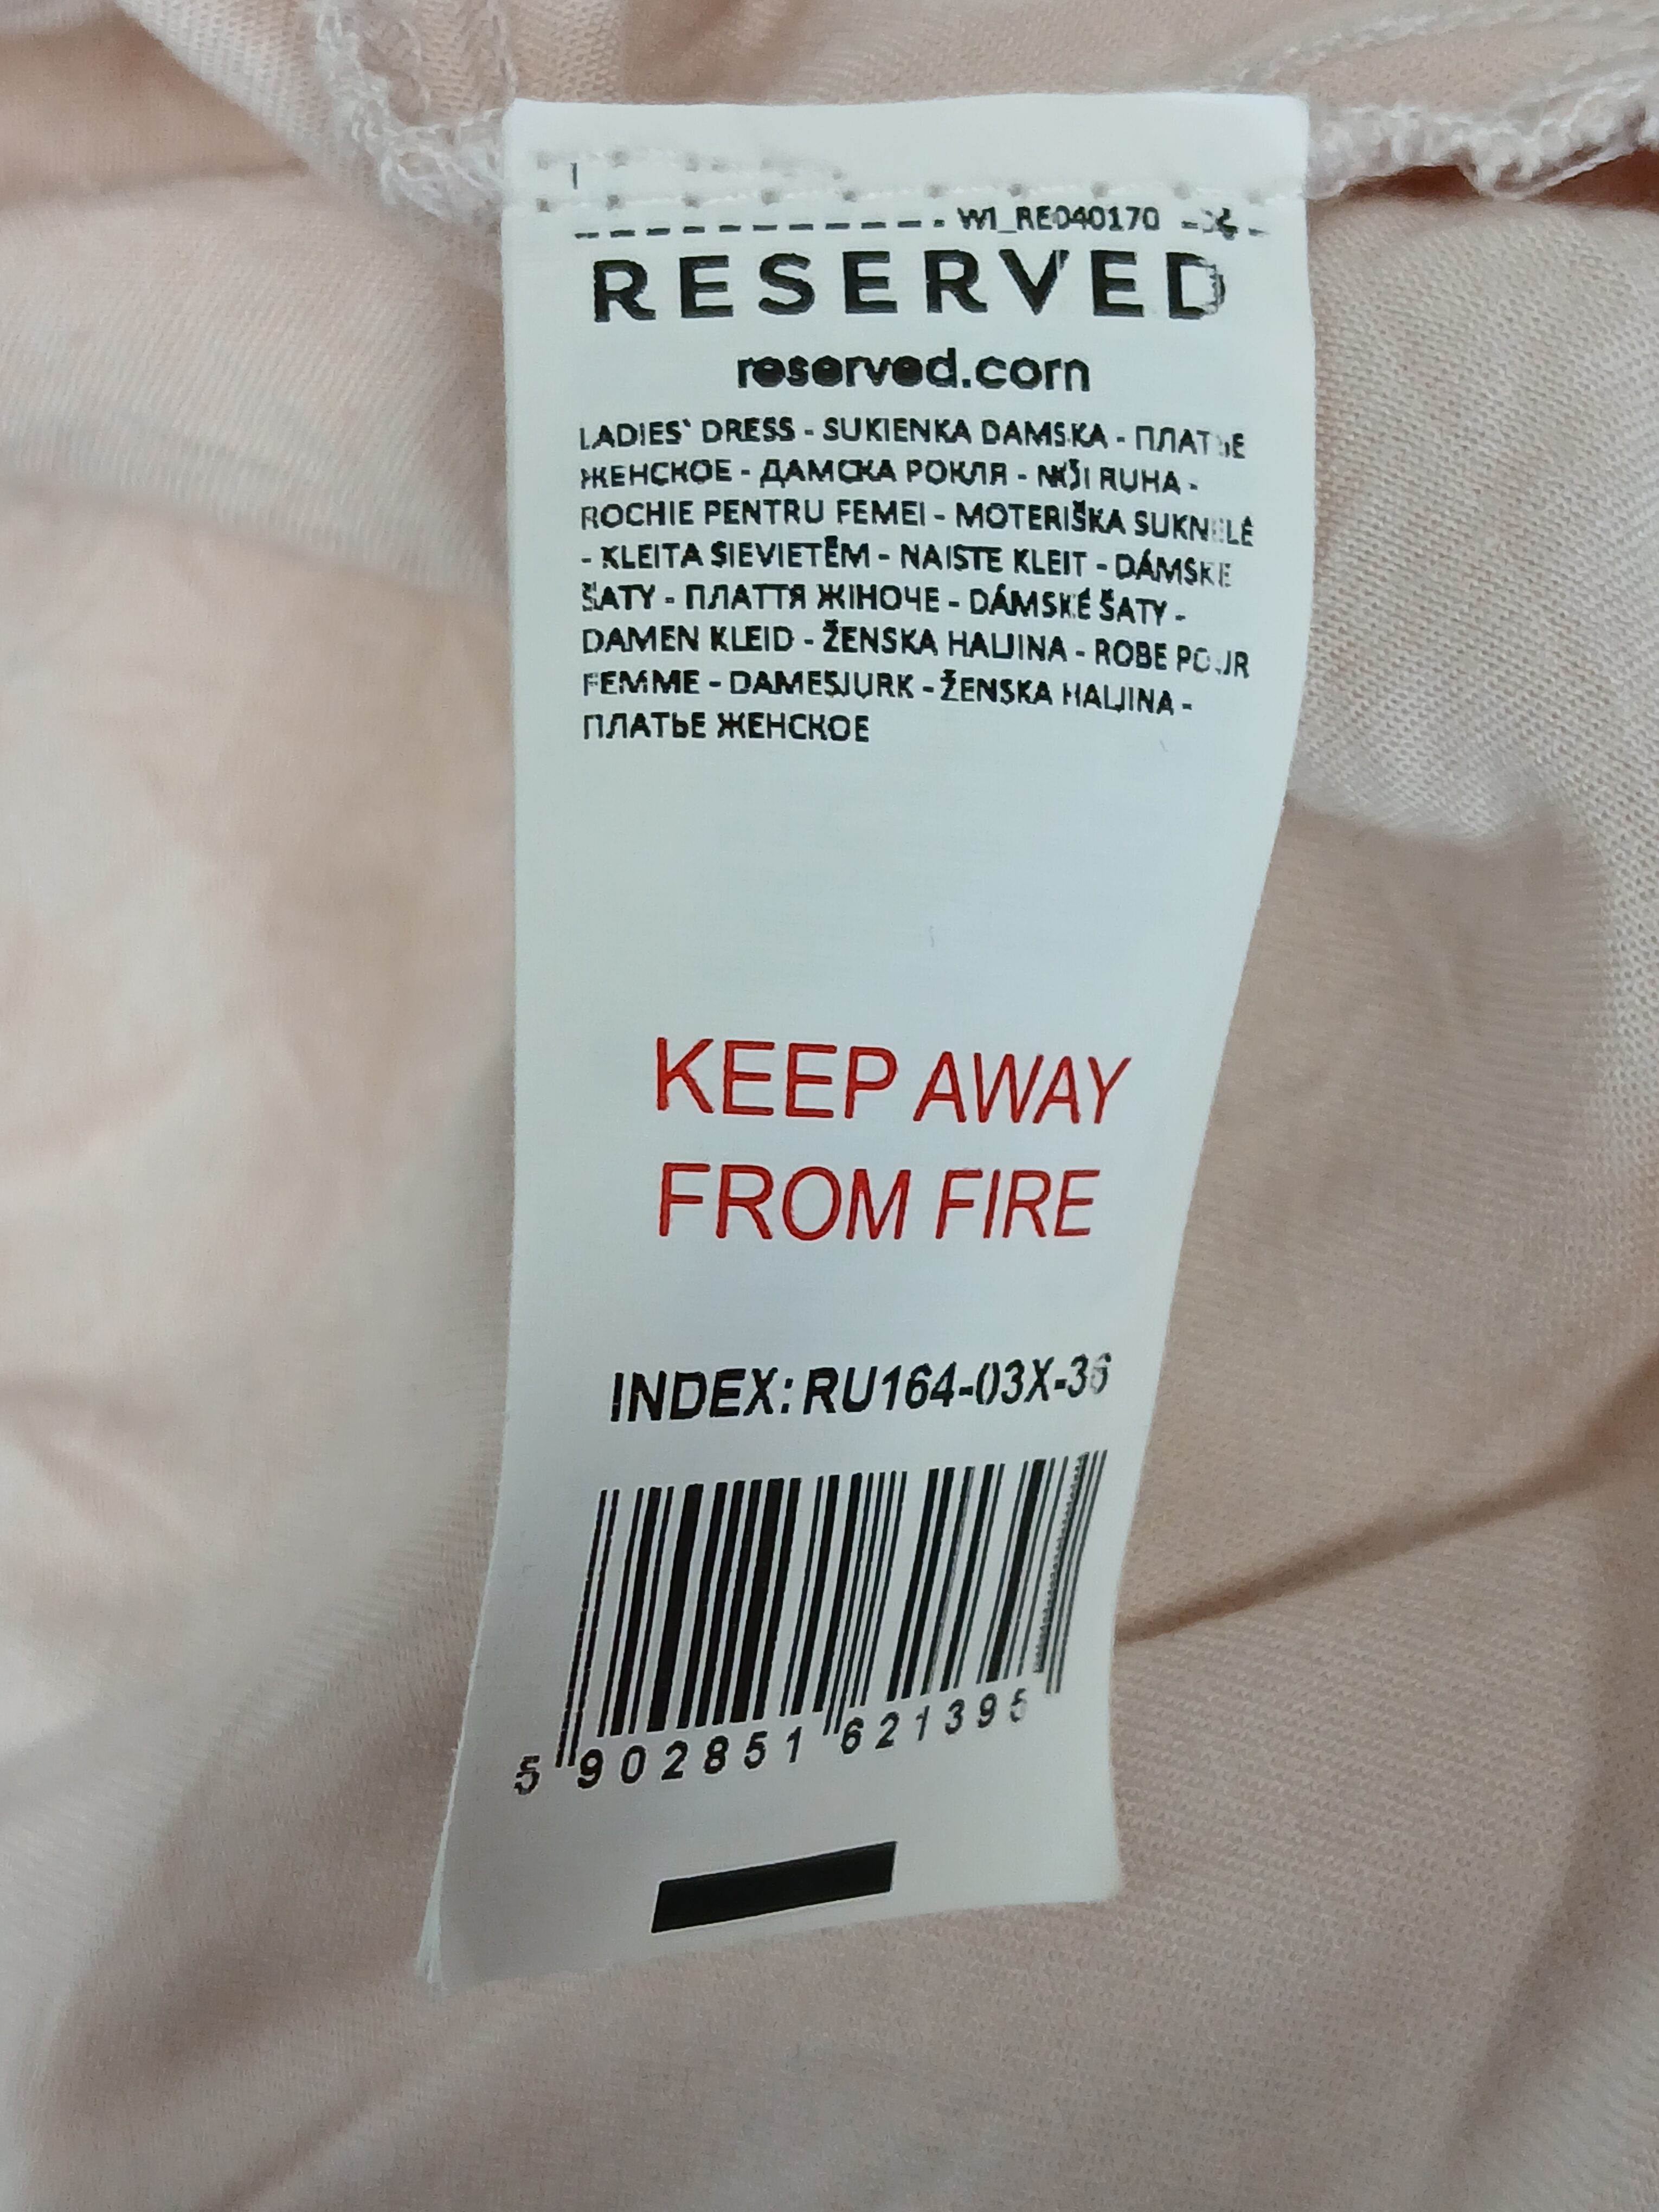 WI_RE040170
RESERVED
reserved.com
LADIES` DRESS - SUKIENKA DAMSKA - ПЛАТЬЕ
ЖЕНСКОЕ - ДАМСКА РОКЛЯ - NŐI RUHA -
ROCHIE PENTRU FEMEI - MOTERIŠKA SUKNELĖ
- KLEITA SIEVIETĒM - NAISTE KLEIT - DÁMSKE
ŠATY - ПЛАТТЯ ЖІНОЧЕ - DÁMSKÉ ŠATY -
DAMEN KLEID - ŽENSKA HALJINA - ROBE POUR
FEMME - DAMESJURK - ŽENSKA HALJINA -
ПЛАТЬЕ ЖЕНСКОЕ
KEEP AWAY
FROM FIRE
INDEX: RU164-03X-36
5 902851 621395